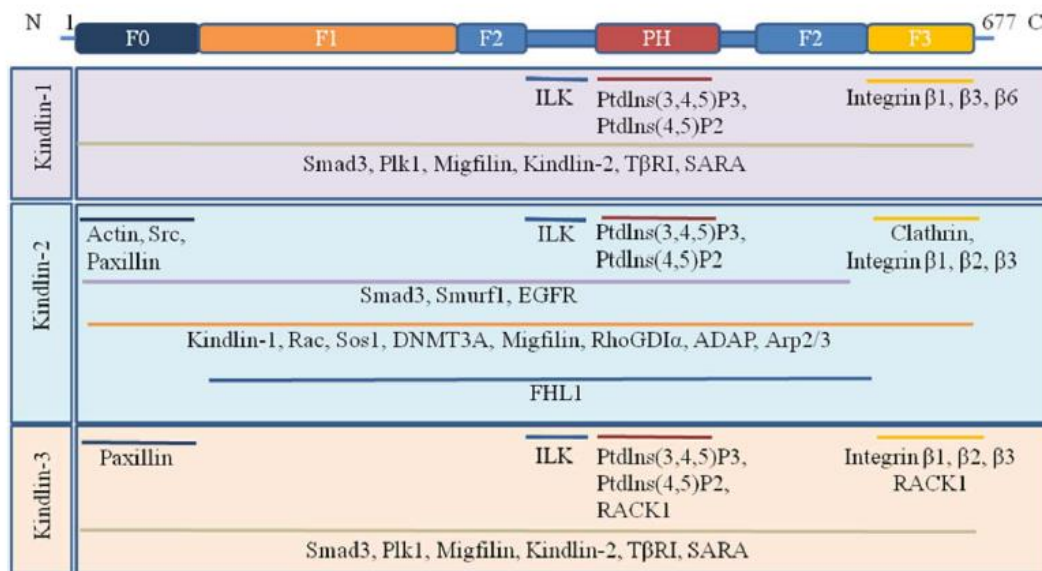 N 1 F0 F1 F2 PH F2 F3 677 C
Kindlin-1
ILK
PtdIns(3,4,5)P3,
PtdIns(4,5)P2
Integrin β1, β3, β6
Smad3, Plk1, Migfilin, Kindlin-2, TβRI, SARA
Kindlin-2
Actin, Src,
Paxillin
ILK
PtdIns(3,4,5)P3,
PtdIns(4,5)P2
Clathrin,
Integrin β1, β2, β3
Smad3, Smurf1, EGFR
Kindlin-1, Rac, Sos1, DNMT3A, Migfilin, RhoGDIα, ADAP, Arp2/3
FHL1
Kindlin-3
Paxillin
ILK
PtdIns(3,4,5)P3,
PtdIns(4,5)P2,
RACK1
Integrin β1, β2, β3
RACK1
Smad3, Plk1, Migfilin, Kindlin-2, TβRI, SARA